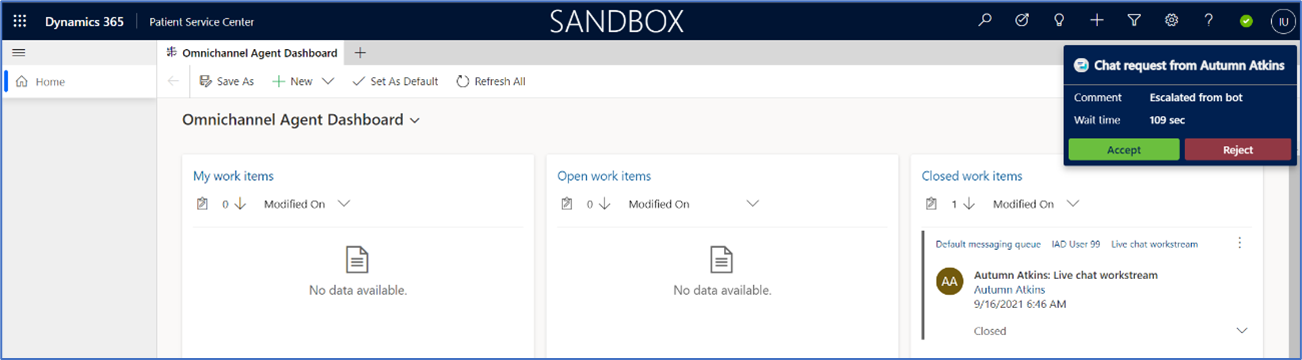 Dynamics 365 Patient Service Center SANDBOX IU
Omnichannel Agent Dashboard
Home
Save As New Set As Default Refresh All
Chat request from Autumn Atkins
Comment Escalated from bot
Wait time 109 sec
Accept Reject
Omnichannel Agent Dashboard
My work items
0 Modified On
No data available.
Open work items
0 Modified On
No data available.
Closed work items
1 Modified On
Default messaging queue IAD User 99 Live chat workstream
AA
Autumn Atkins: Live chat workstream
Autumn Atkins
9/16/2021 6:46 AM
Closed